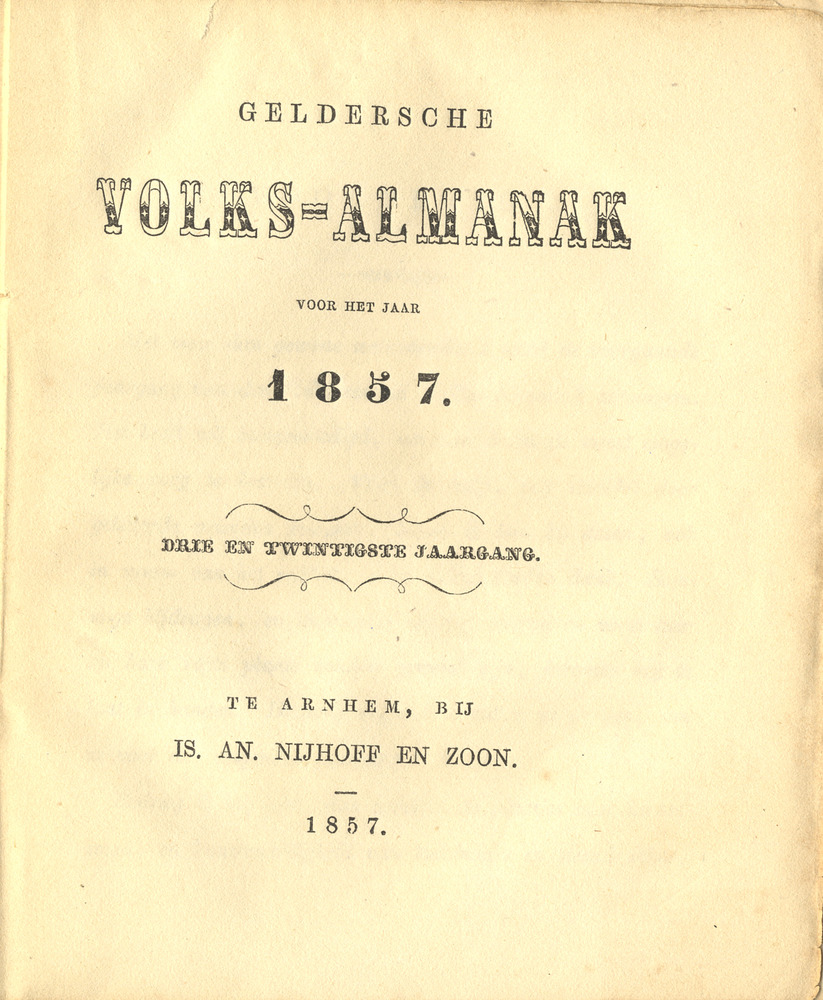 GELDERSCHE
VOLKS=ALMANAK
VOOR HET JAAR
1857.
DRIE EN TWINTIGSTE JAARGANG.
TE ARNHEM, BIJ
IS. AN. NIJHOFF EN ZOON.
1857.